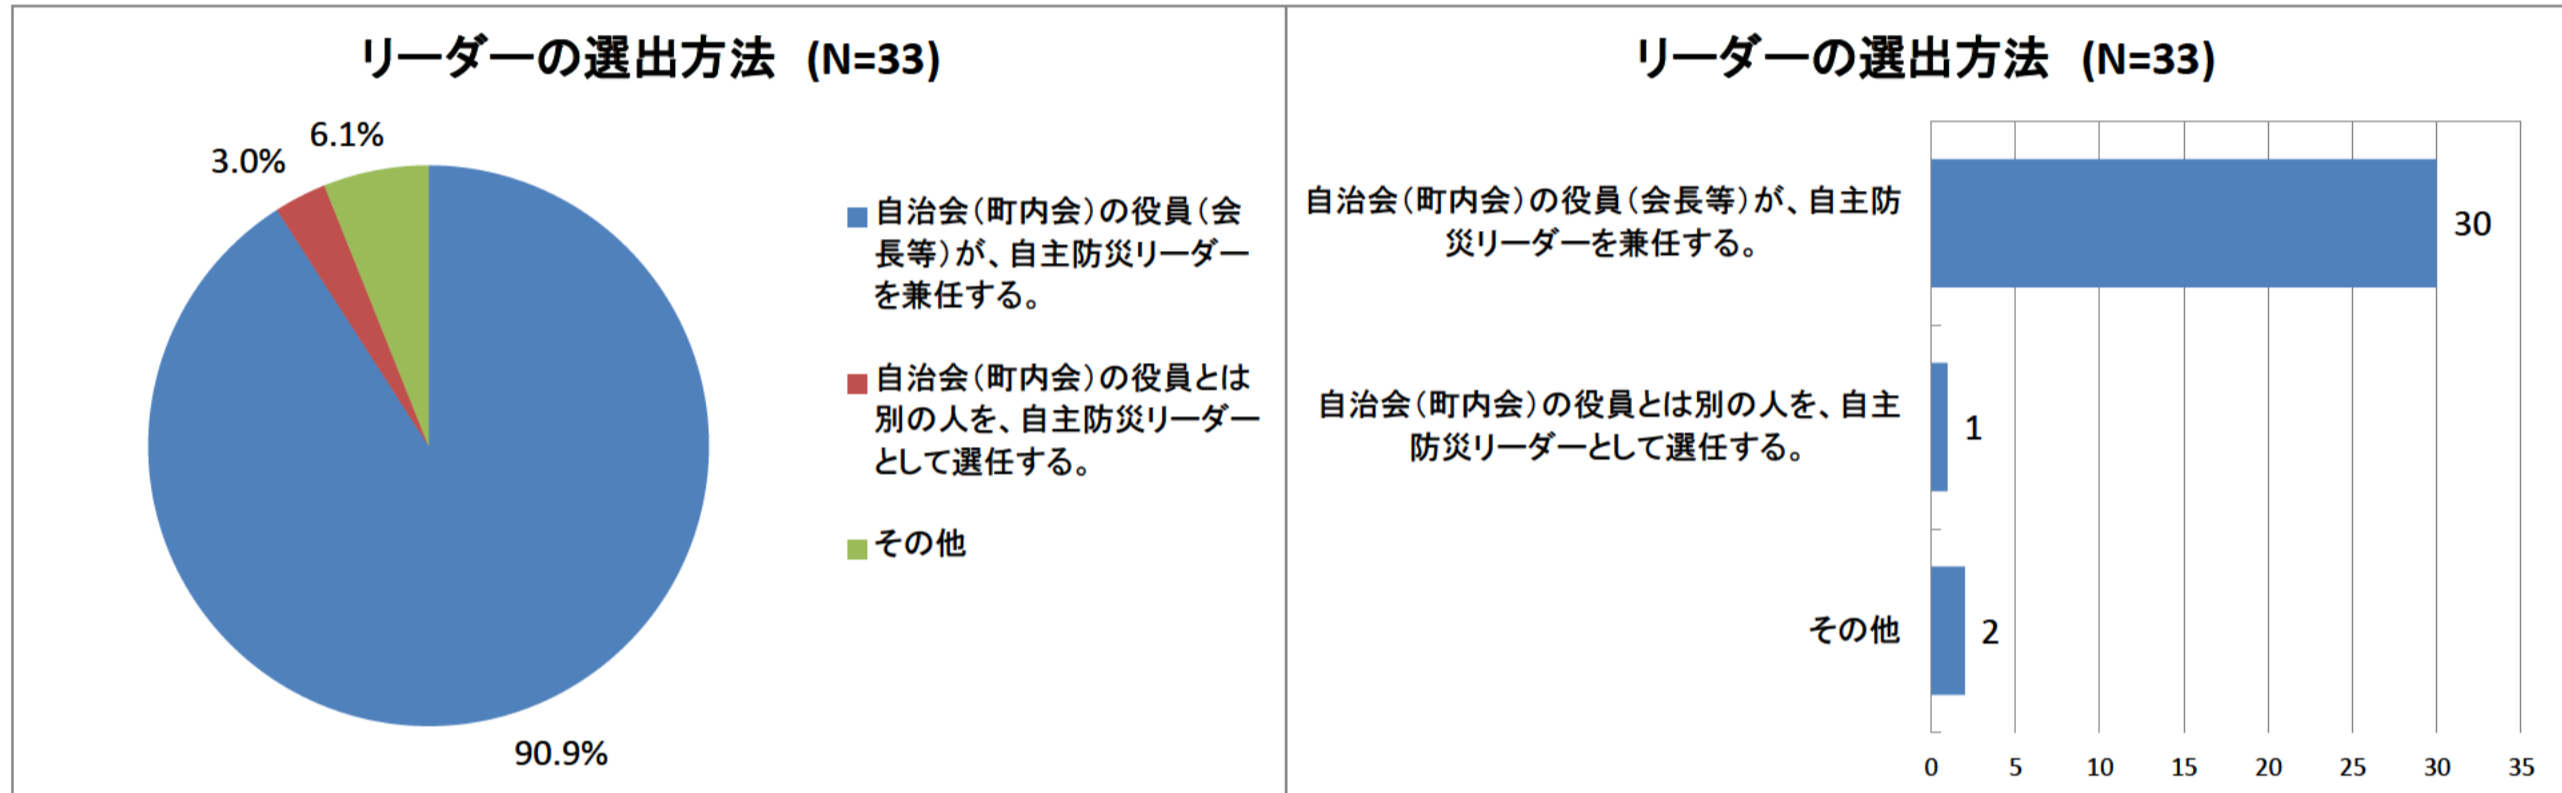 リーダーの選出方法 (N=33)
6.1%
3.0%
90.9%
自治会(町内会)の役員(会
長等)が、自主防災リーダー
を兼任する。
自治会(町内会)の役員とは
別の人を、自主防災リーダー
として選任する。
その他
リーダーの選出方法 (N=33)
自治会(町内会)の役員(会長等)が、自主防
災リーダーを兼任する。
30
自治会(町内会)の役員とは別の人を、自主
防災リーダーとして選任する。
1
その他
2
0 5 10 15 20 25 30 35